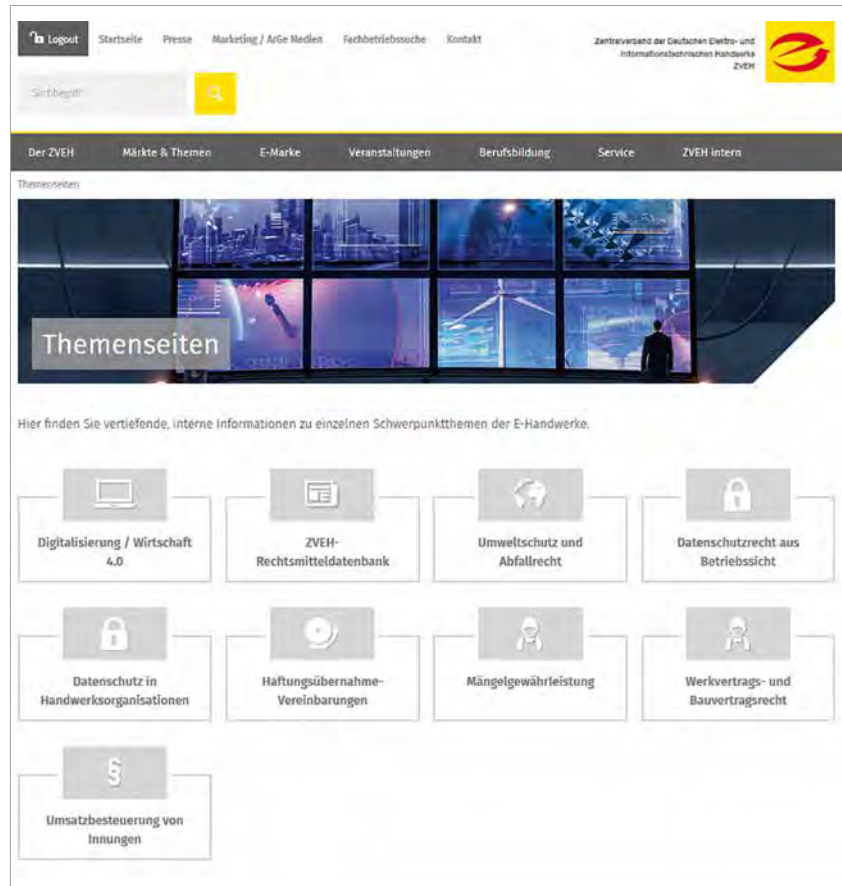 Logout Startseite Presse Marketing / ArGe Medien Fachbetriebssuche Kontakt
Zentralverband der Deutschen Elektro- und
Informationstechnischen Handwerke
ZVEH
Suchbegriff
Der ZVEH Märkte & Themen E-Marke Veranstaltungen Berufsbildung Service ZVEH intern
Themenseiten
Themenseiten
Hier finden Sie vertiefende, interne Informationen zu einzelnen Schwerpunktthemen der E-Handwerke.
Digitalisierung / Wirtschaft
4.0
ZVEH-
Rechtsmitteldatenbank
Umweltschutz und
Abfallrecht
Datenschutzrecht aus
Betriebssicht
Datenschutz in
Handwerksorganisationen
Haftungsübernahme-
Vereinbarungen
Mängelgewährleistung
Werkvertrags- und
Bauvertragsrecht
§
Umsatzbesteuerung von
Innungen